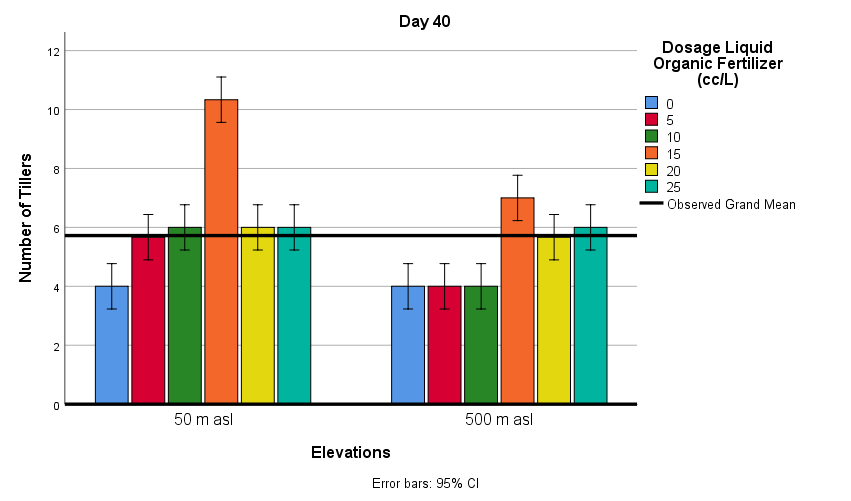 Day 40
Number of Tillers
12
10
8
6
4
2
0
50 m asl
500 m asl
Elevations
Error bars: 95% CI
Dosage Liquid
Organic Fertilizer
(cc/L)
0
5
10
15
20
25
Observed Grand Mean